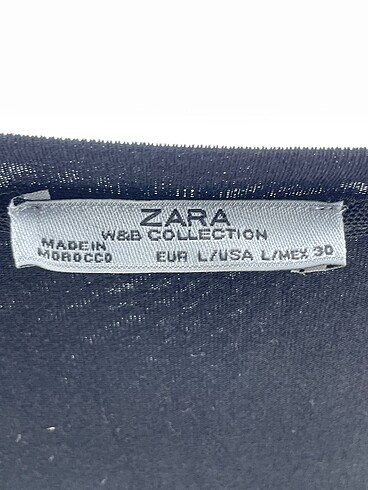 ZARA
W&B COLLECTION
MADE IN
MOROCCO
EUR L/USA L/MEX 30